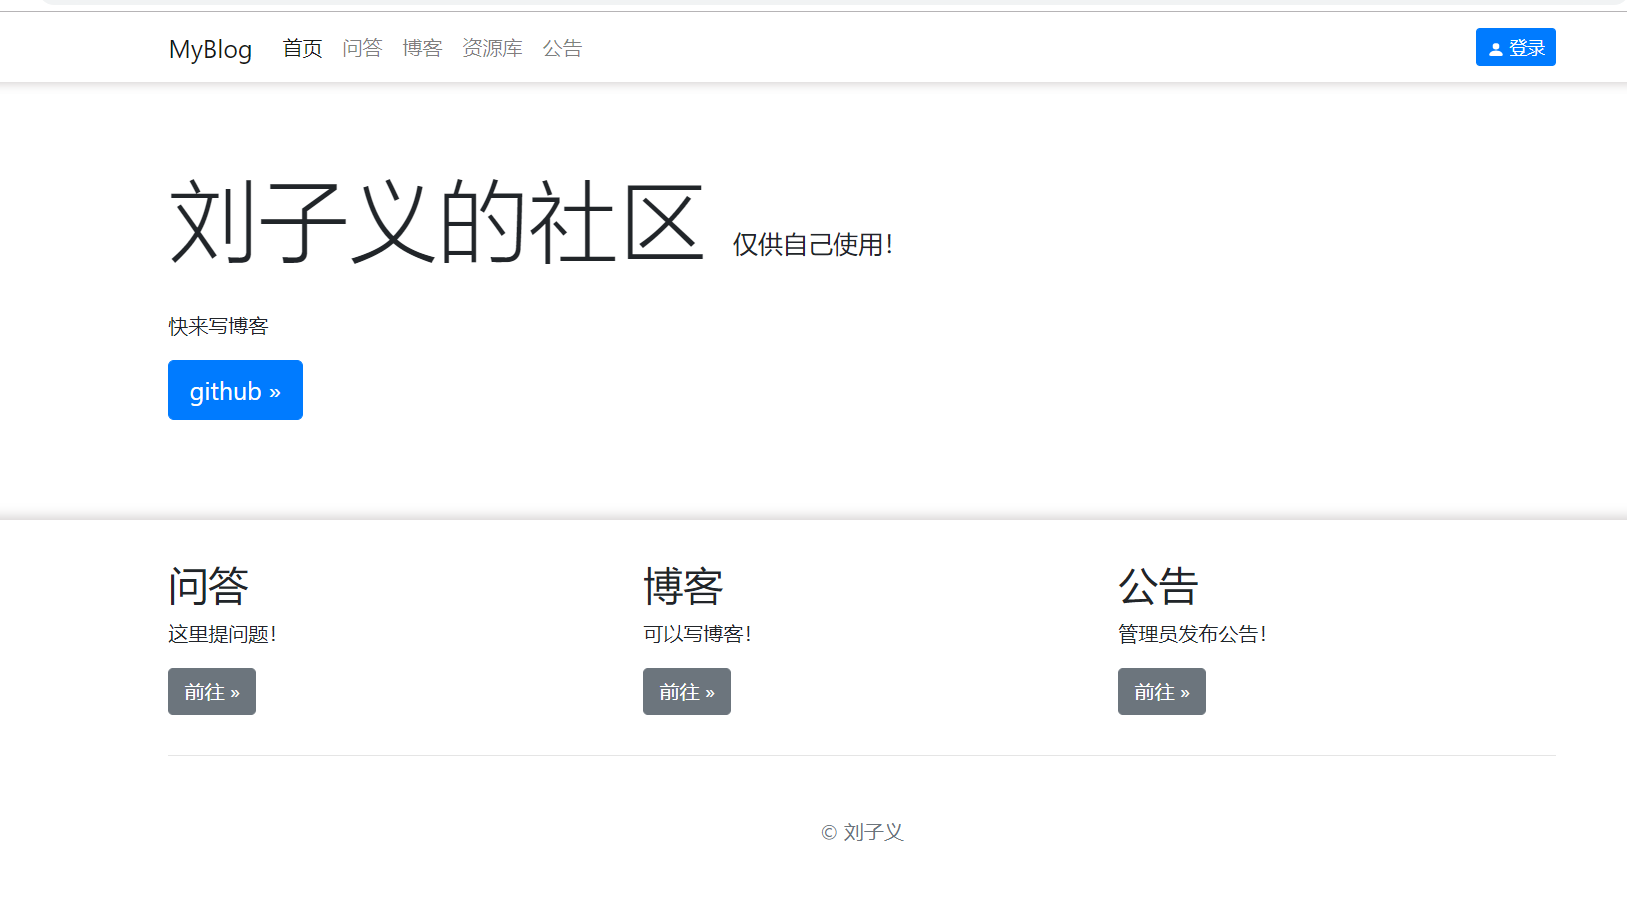 MyBlog 首页 问答 博客 资源库 公告 登录
刘子义的社区 仅供自己使用！
快来写博客
github »
问答 博客 公告
这里提问题！ 可以写博客！ 管理员发布公告！
前往 » 前往 » 前往 »
© 刘子义